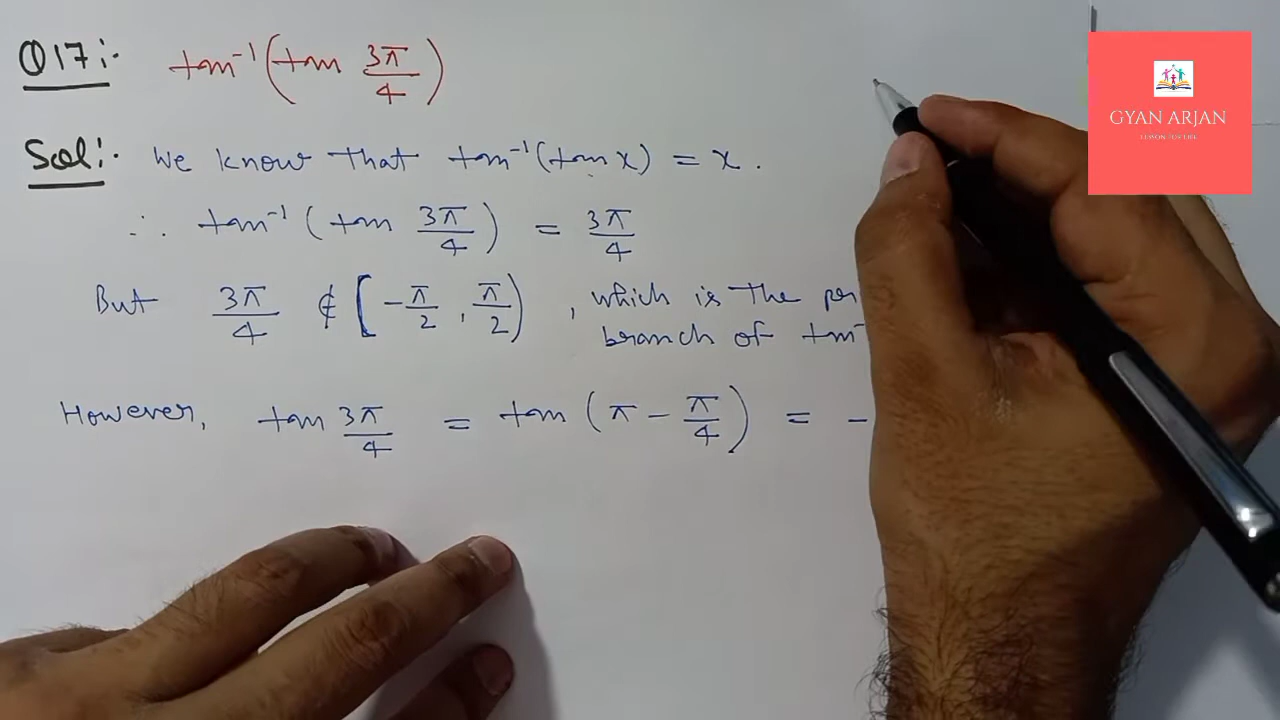 Q17:- tan⁻¹(tan 3π/4)
Sol:- We know that tan⁻¹(tan x) = x.
∴ tan⁻¹(tan 3π/4) = 3π/4
But 3π/4 ∉ [-π/2, π/2), which is the
branch of tan⁻
However, tan 3π/4 = tan(π - π/4) = -
GYAN ARJAN